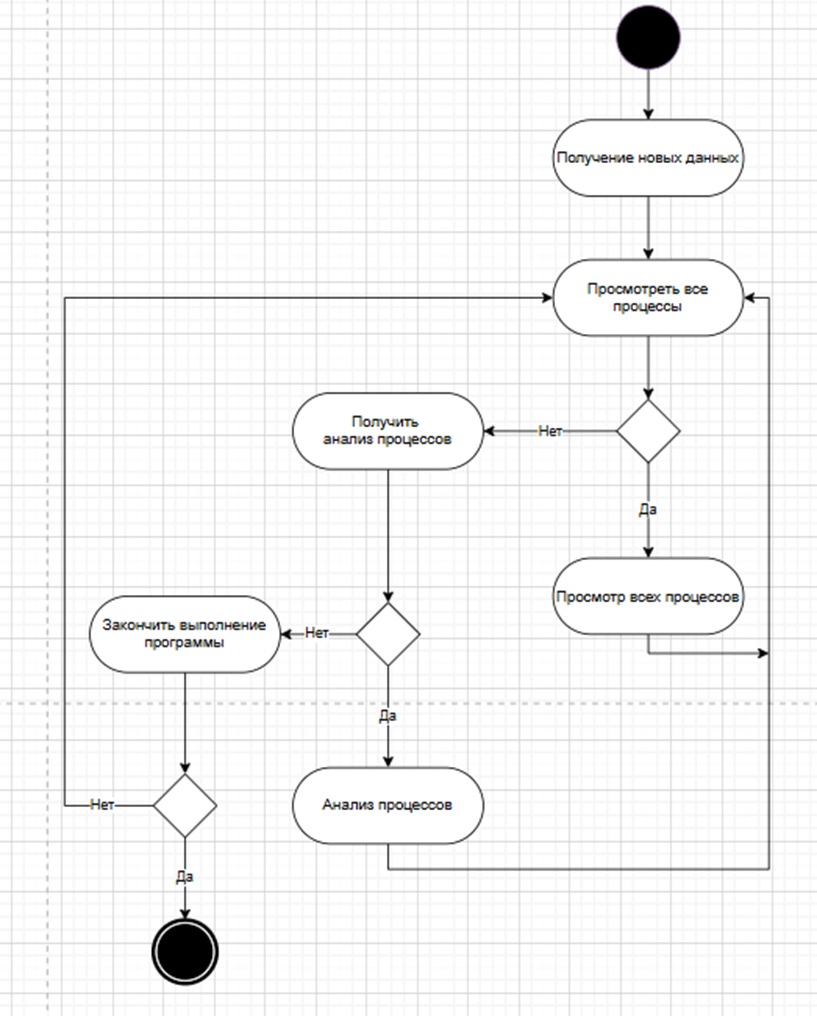 Получение новых данных
Просмотреть все
процессы
Получить
анализ процессов
Нет
Да
Просмотр всех процессов
Закончить выполнение
программы
Нет
Да
Анализ процессов
Нет
Да